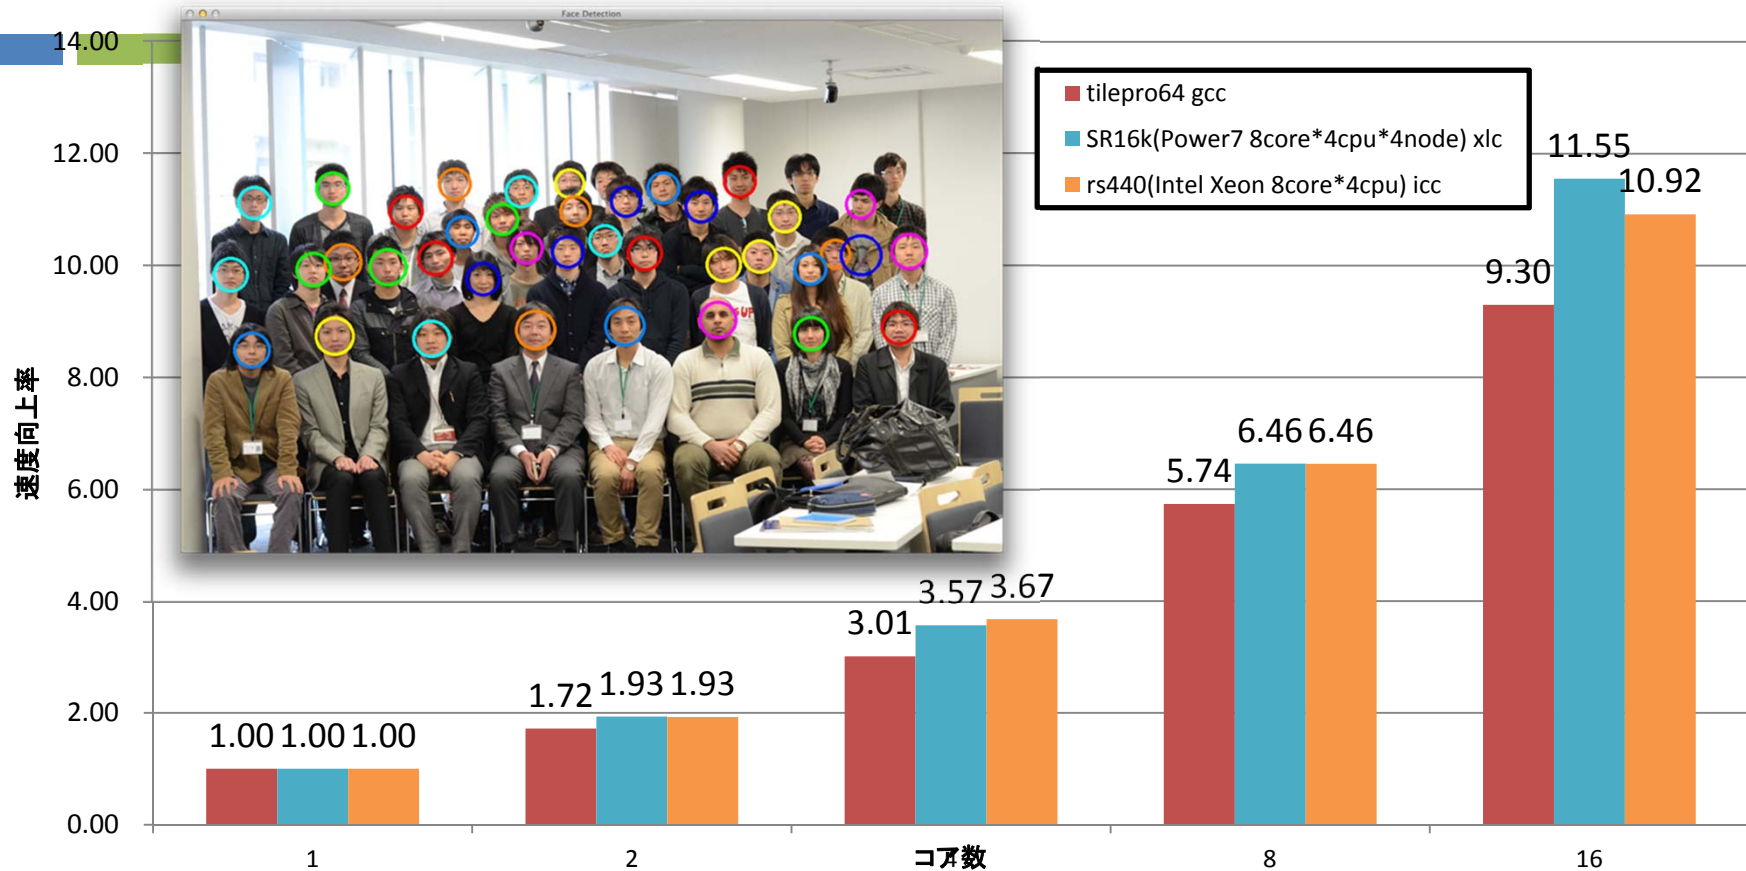 Face Detection
14.00
12.00
10.00
8.00
6.00
4.00
2.00
0.00
速度向上率
tilepro64 gcc
SR16k(Power7 8core*4cpu*4node) xlc
rs440(Intel Xeon 8core*4cpu) icc
1.00 1.00 1.00
1.72 1.93 1.93
3.01 3.57 3.67
5.74 6.46 6.46
9.30 11.55 10.92
1 2 4 8 16
コア数